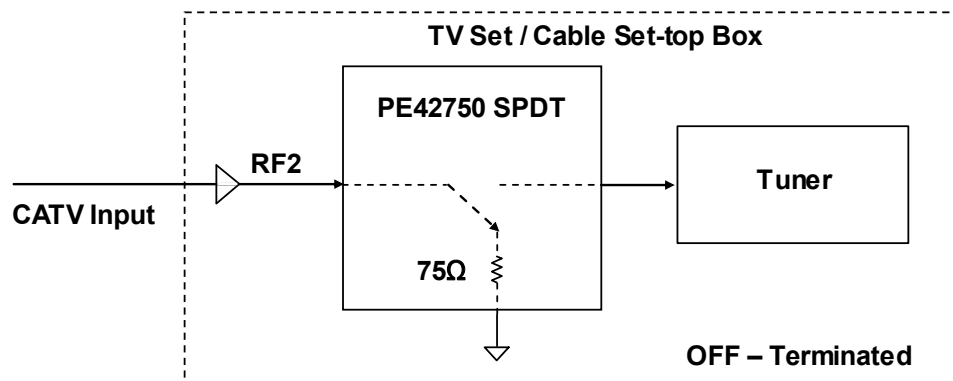 TV Set / Cable Set-top Box
PE42750 SPDT
RF2
Tuner
CATV Input
75Ω
OFF – Terminated